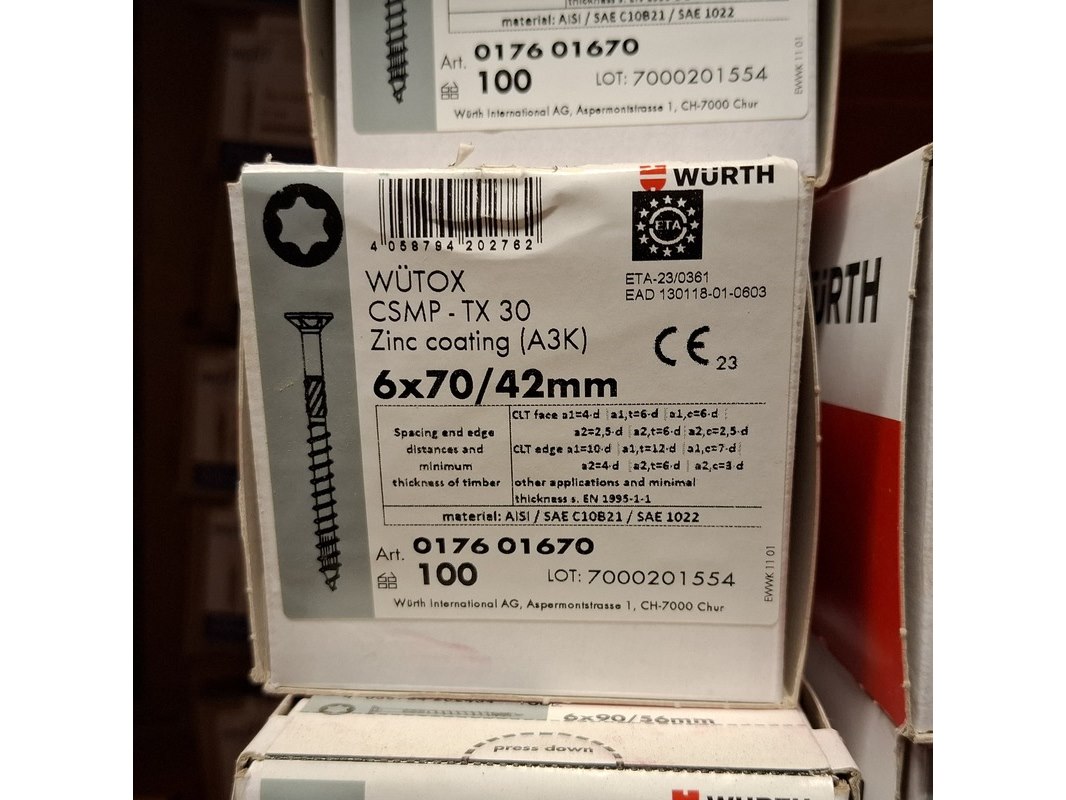 material: AISI / SAE C10B21 / SAE 1022
Art. 0176 01670
100 LOT: 7000201554
EWWK 11 01
Würth International AG, Aspermontstrasse 1, CH-7000 Chur
WÜRTH
4 058794 202762
ETA
ETA-23/0361
EAD 130118-01-0603
WÜTOX
CSMP - TX 30
Zinc coating (A3K)
CE 23
6x70/42mm
Spacing end edge
distances and
minimum
thickness of timber
CLT face a1=4·d a1,t=6·d a1,c=6·d
a2=2,5·d a2,t=6·d a2,c=2,5·d
CLT edge a1=10·d a1,t=12·d a1,c=7·d
a2=4·d a2,t=6·d a2,c=3·d
other applications and minimal
thickness s. EN 1995-1-1
material: AISI / SAE C10B21 / SAE 1022
Art. 0176 01670
100 LOT: 7000201554
EWWK 11 01
Würth International AG, Aspermontstrasse 1, CH-7000 Chur
WÜRTH
6x90/56mm
press down
WÜRTH